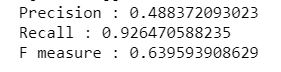 Precision : 0.488372093023
Recall : 0.926470588235
F measure : 0.639593908629